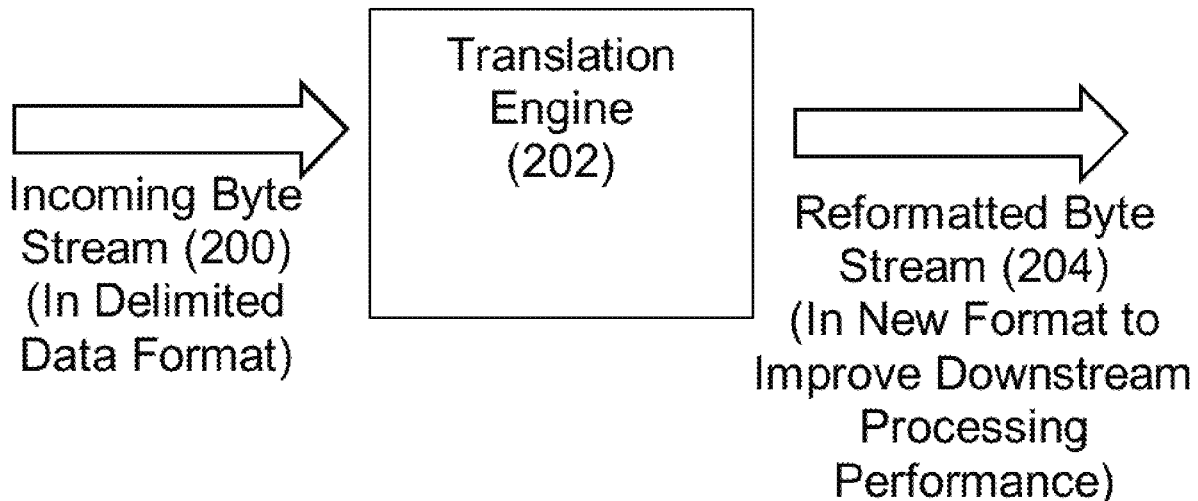 Translation
Engine
(202)
Incoming Byte
Stream (200)
(In Delimited
Data Format)
Reformatted Byte
Stream (204)
(In New Format to
Improve Downstream
Processing
Performance)